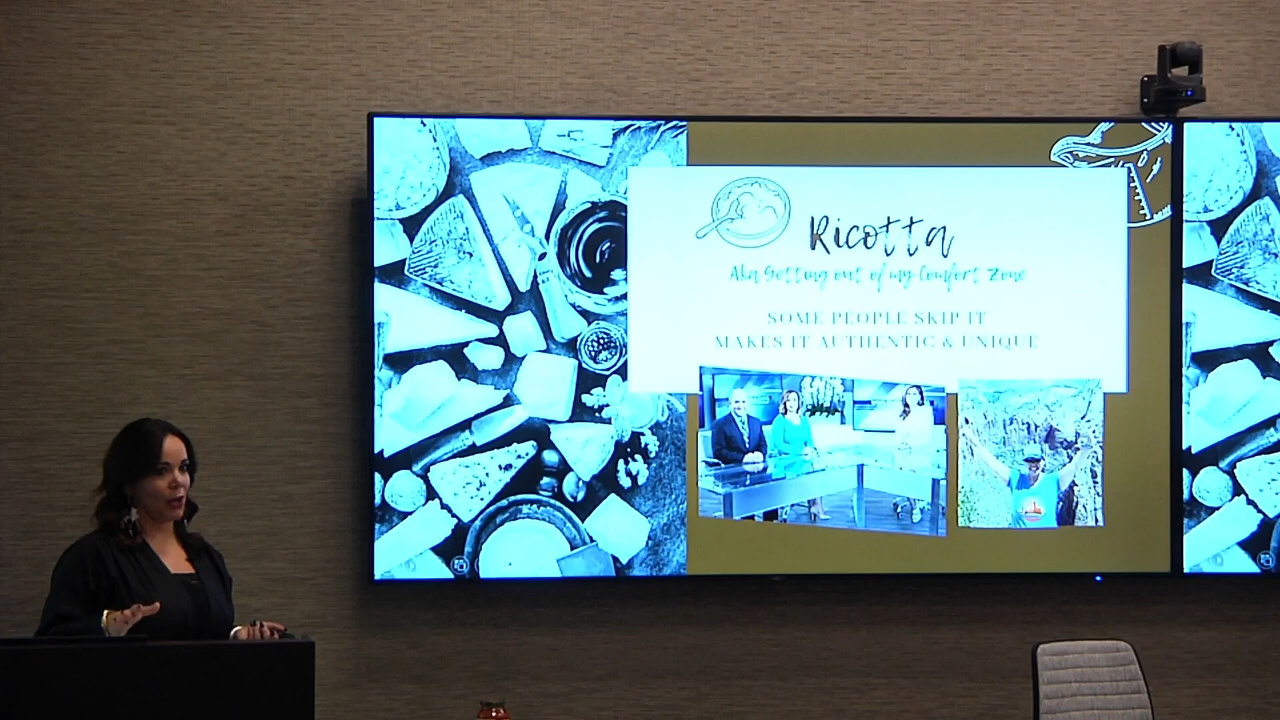 Ricotta
Aka Getting out of my Comfort Zone
SOME PEOPLE SKIP IT
MAKES IT AUTHENTIC & UNIQUE